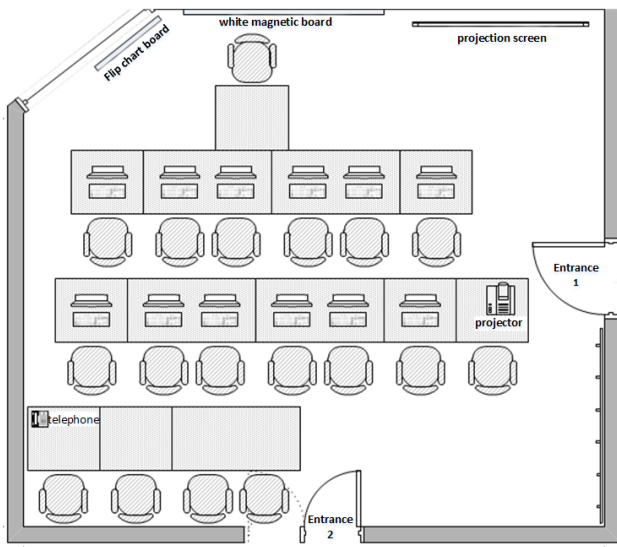 white magnetic board
projection screen
Flip chart board
Entrance
1
projector
telephone
Entrance
2